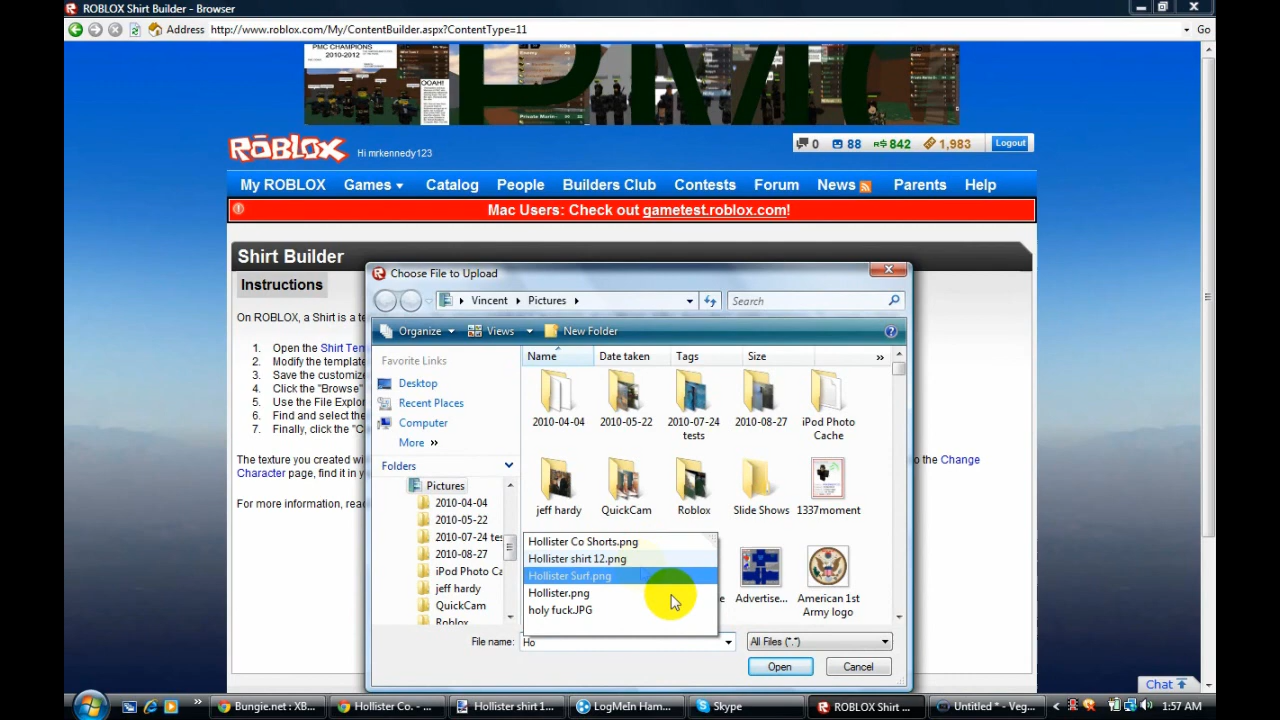 ROBLOX Shirt Builder - Browser
Address http://www.roblox.com/My/ContentBuilder.aspx?ContentType=11 Go
PMC CHAMPIONS
2010-2012
OOAH!
PMC
ROBLOX Hi mrkennedy123 0 88 R$ 842 1,983 Logout
My ROBLOX Games Catalog People Builders Club Contests Forum News Parents Help
Mac Users: Check out gametest.roblox.com!
Shirt Builder
Instructions
On ROBLOX, a Shirt is a te
1. Open the Shirt Tem
2. Modify the template
3. Save the customize
4. Click the "Browse"
5. Use the File Explor
6. Find and select the
7. Finally, click the "C
The texture you created wi
o the Change
Character page, find it in y
For more information, read
Choose File to Upload
Vincent Pictures Search
Organize Views New Folder
Favorite Links
Desktop
Recent Places
Computer
More »
Folders
Pictures
2010-04-04
2010-05-22
2010-07-24 tes
2010-08-27
iPod Photo Ca
jeff hardy
QuickCam
Roblox
Name Date taken Tags Size »
2010-04-04 2010-05-22 2010-07-24 tests 2010-08-27 iPod Photo Cache
jeff hardy QuickCam Roblox Slide Shows 1337moment
Advertise... American 1st Army logo
Hollister Co Shorts.png
Hollister shirt 12.png
Hollister Surf.png
Hollister.png
holy fuck.JPG
File name: Ho All Files (*.*)
Open Cancel
Chat
Bungie.net : XB... Hollister Co. - ... Hollister shirt 1... LogMeIn Ham... Skype ROBLOX Shirt ... Untitled * - Veg... 1:57 AM